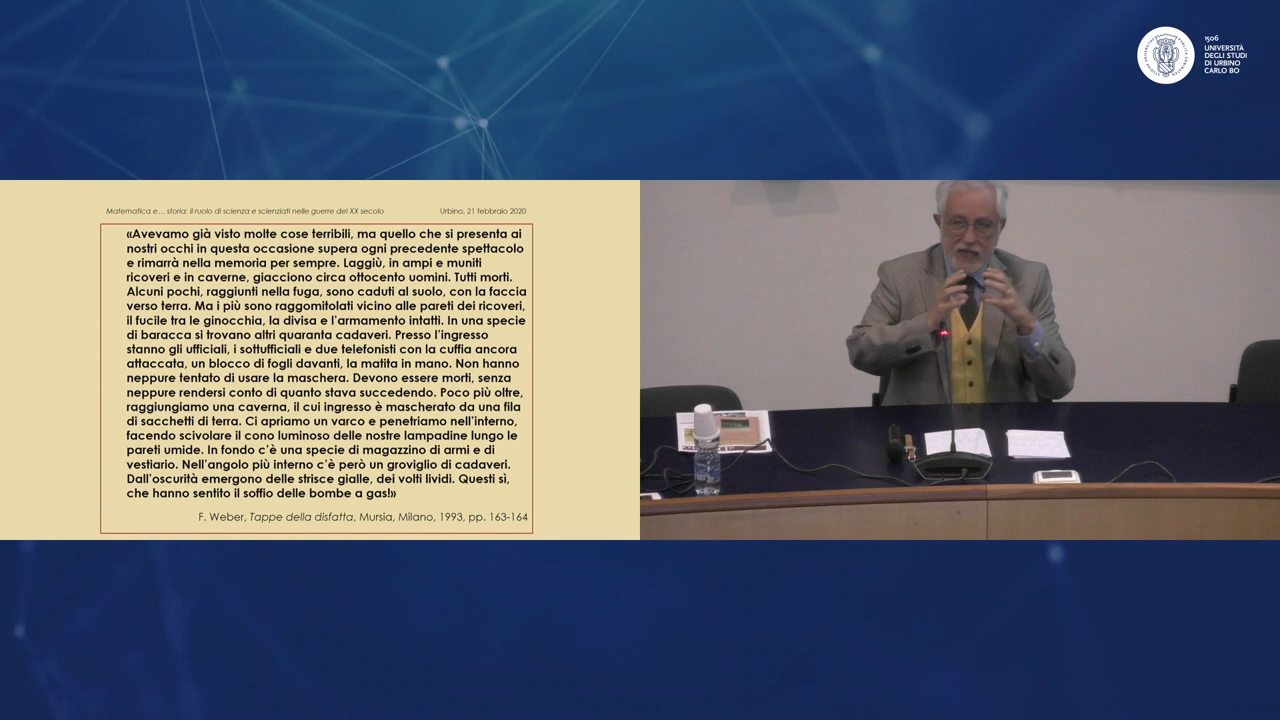 1506
UNIVERSITÀ
DEGLI STUDI
DI URBINO
CARLO BO
Matematica e... storia: il ruolo di scienza e scienziati nelle guerre del XX secolo
Urbino, 21 febbraio 2020
«Avevamo già visto molte cose terribili, ma quello che si presenta ai
nostri occhi in questa occasione supera ogni precedente spettacolo
e rimarrà nella memoria per sempre. Laggiù, in ampi e muniti
ricoveri e in caverne, giacciono circa ottocento uomini. Tutti morti.
Alcuni pochi, raggiunti nella fuga, sono caduti al suolo, con la faccia
verso terra. Ma i più sono raggomitolati vicino alle pareti dei ricoveri,
il fucile tra le ginocchia, la divisa e l'armamento intatti. In una specie
di baracca si trovano altri quaranta cadaveri. Presso l'ingresso
stanno gli ufficiali, i sottufficiali e due telefonisti con la cuffia ancora
attaccata, un blocco di fogli davanti, la matita in mano. Non hanno
neppure tentato di usare la maschera. Devono essere morti, senza
neppure rendersi conto di quanto stava succedendo. Poco più oltre,
raggiungiamo una caverna, il cui ingresso è mascherato da una fila
di sacchetti di terra. Ci apriamo un varco e penetriamo nell'interno,
facendo scivolare il cono luminoso delle nostre lampadine lungo le
pareti umide. In fondo c'è una specie di magazzino di armi e di
vestiario. Nell'angolo più interno c'è però un groviglio di cadaveri.
Dall'oscurità emergono delle strisce gialle, dei volti lividi. Questi sì,
che hanno sentito il soffio delle bombe a gas!»
F. Weber, Tappe della disfatta, Mursia, Milano, 1993, pp. 163-164